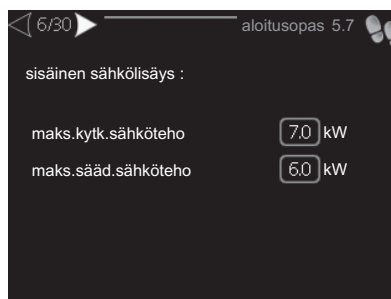 6/30 aloitusopas 5.7
sisäinen sähkölisäys :
maks.kytk.sähköteho 7.0 kW
maks.sääd.sähköteho 6.0 kW